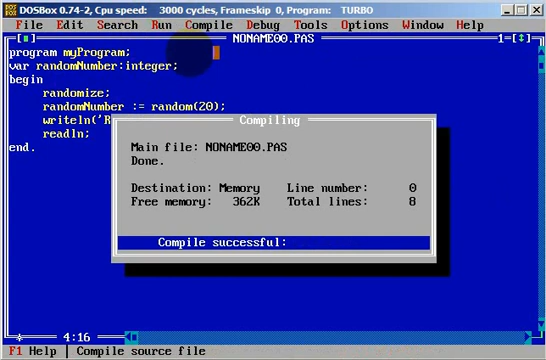 DOSBox 0.74-2, Cpu speed: 3000 cycles, Frameskip 0, Program: TURBO
File Edit Search Run Compile Debug Tools Options Window Help
NONAME00.PAS 1=[↕]
program myProgram;
var randomNumber:integer;
begin
randomize;
randomNumber := random(20);
writeln('R
readln;
end.
Compiling
Main file: NONAME00.PAS
Done.
Destination: Memory Line number: 0
Free memory: 362K Total lines: 8
Compile successful:
4:16
F1 Help | Compile source file